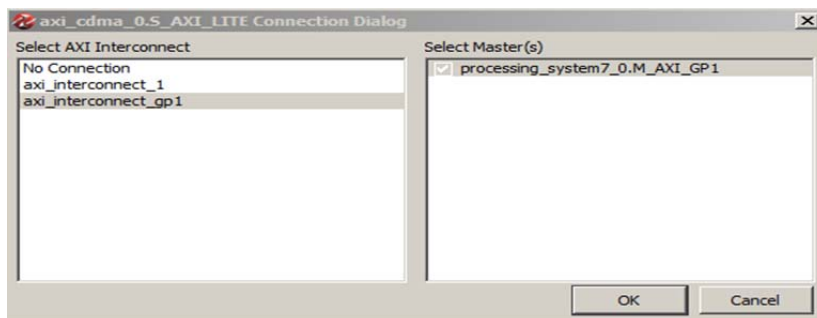 axi_cdma_0.S_AXI_LITE Connection Dialog
Select AXI Interconnect
No Connection
axi_interconnect_1
axi_interconnect_gp1
Select Master(s)
processing_system7_0.M_AXI_GP1
OK
Cancel